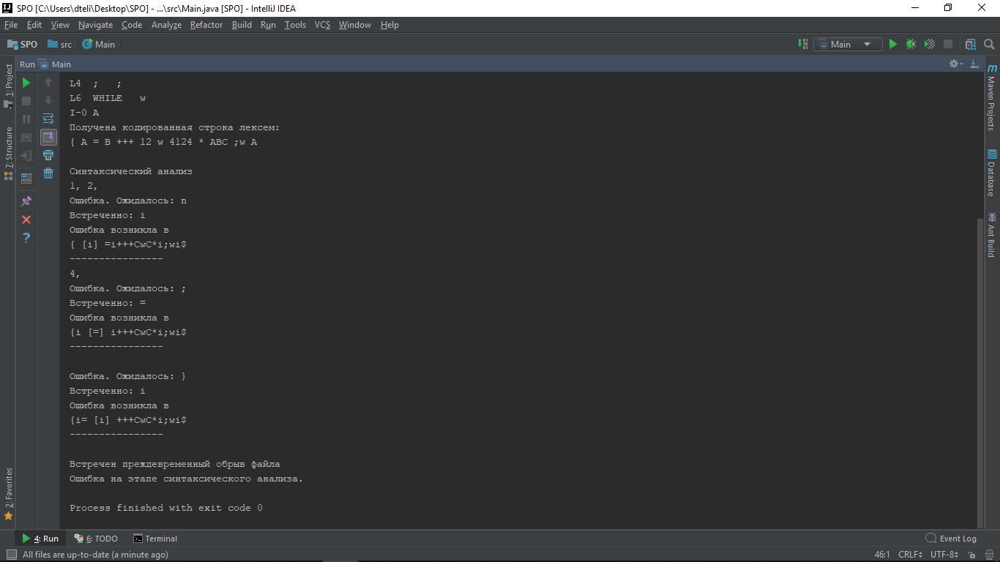 SPO [C:\Users\dteli\Desktop\SPO] - ...\src\Main.java [SPO] - IntelliJ IDEA
File Edit View Navigate Code Analyze Refactor Build Run Tools VCS Window Help
SPO src Main
Main
Run Main
1: Project
7: Structure
2: Favorites
L4 ; ;
L6 WHILE w
I-0 A
Получена кодированная строка лексем:
{ A = B +++ 12 w 4124 * ABC ;w A
Синтаксический анализ
1, 2,
Ошибка. Ожидалось: n
Встреченно: i
Ошибка возникла в
{ [i] =i+++CwC*i;wi$
----------------
4,
Ошибка. Ожидалось: ;
Встреченно: =
Ошибка возникла в
{i [=] i+++CwC*i;wi$
----------------
Ошибка. Ожидалось: }
Встреченно: i
Ошибка возникла в
{i= [i] +++CwC*i;wi$
----------------
Встречен преждевременный обрыв файла
Ошибка на этапе синтаксического анализа.
Process finished with exit code 0
Maven Projects
Database
Ant Build
4: Run 6: TODO Terminal Event Log
All files are up-to-date (a minute ago) 46:1 CRLF UTF-8